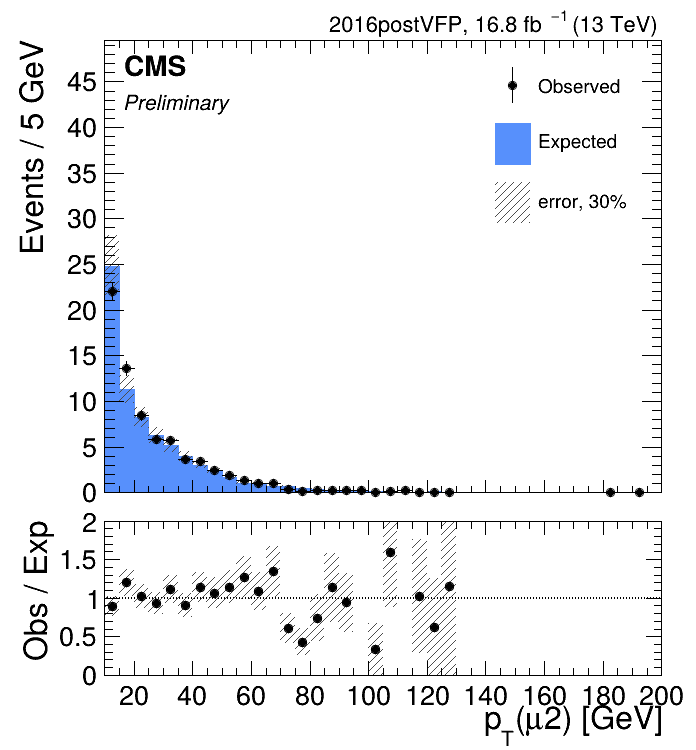 2016postVFP, 16.8 fb⁻¹ (13 TeV)
CMS
Preliminary
Events / 5 GeV
45
40
35
30
25
20
15
10
5
0
Observed
Expected
error, 30%
Obs / Exp
2
1.5
1
0.5
0
20 40 60 80 100 120 140 160 180 200
p_T(μ2) [GeV]